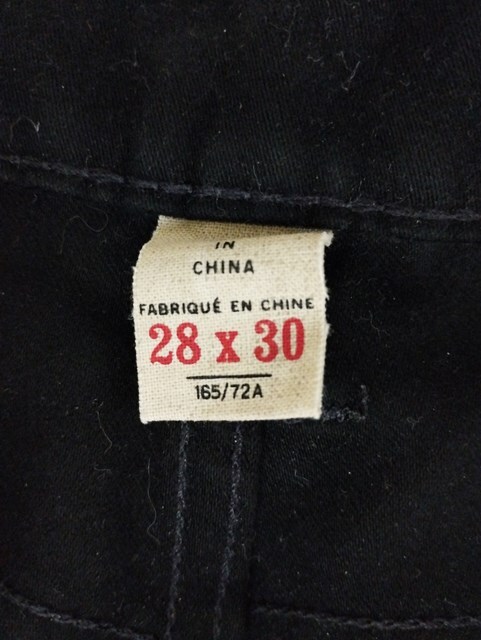 IN
CHINA
FABRIQUÉ EN CHINE
28 x 30
165/72A